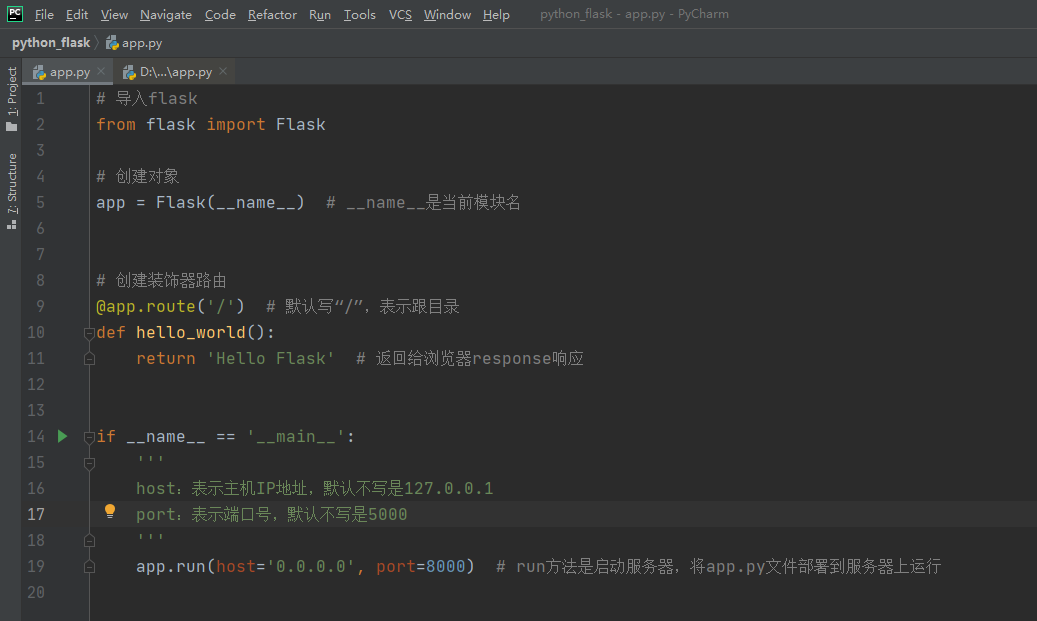 PC File Edit View Navigate Code Refactor Run Tools VCS Window Help python_flask - app.py - PyCharm
python_flask app.py
app.py D:\...\app.py
1: Project
7: Structure
1 # 导入flask
2 from flask import Flask
3
4 # 创建对象
5 app = Flask(__name__) # __name__是当前模块名
6
7
8 # 创建装饰器路由
9 @app.route('/') # 默认写“/”，表示跟目录
10 def hello_world():
11 return 'Hello Flask' # 返回给浏览器response响应
12
13
14 if __name__ == '__main__':
15 '''
16 host：表示主机IP地址，默认不写是127.0.0.1
17 port：表示端口号，默认不写是5000
18 '''
19 app.run(host='0.0.0.0', port=8000) # run方法是启动服务器，将app.py文件部署到服务器上运行
20